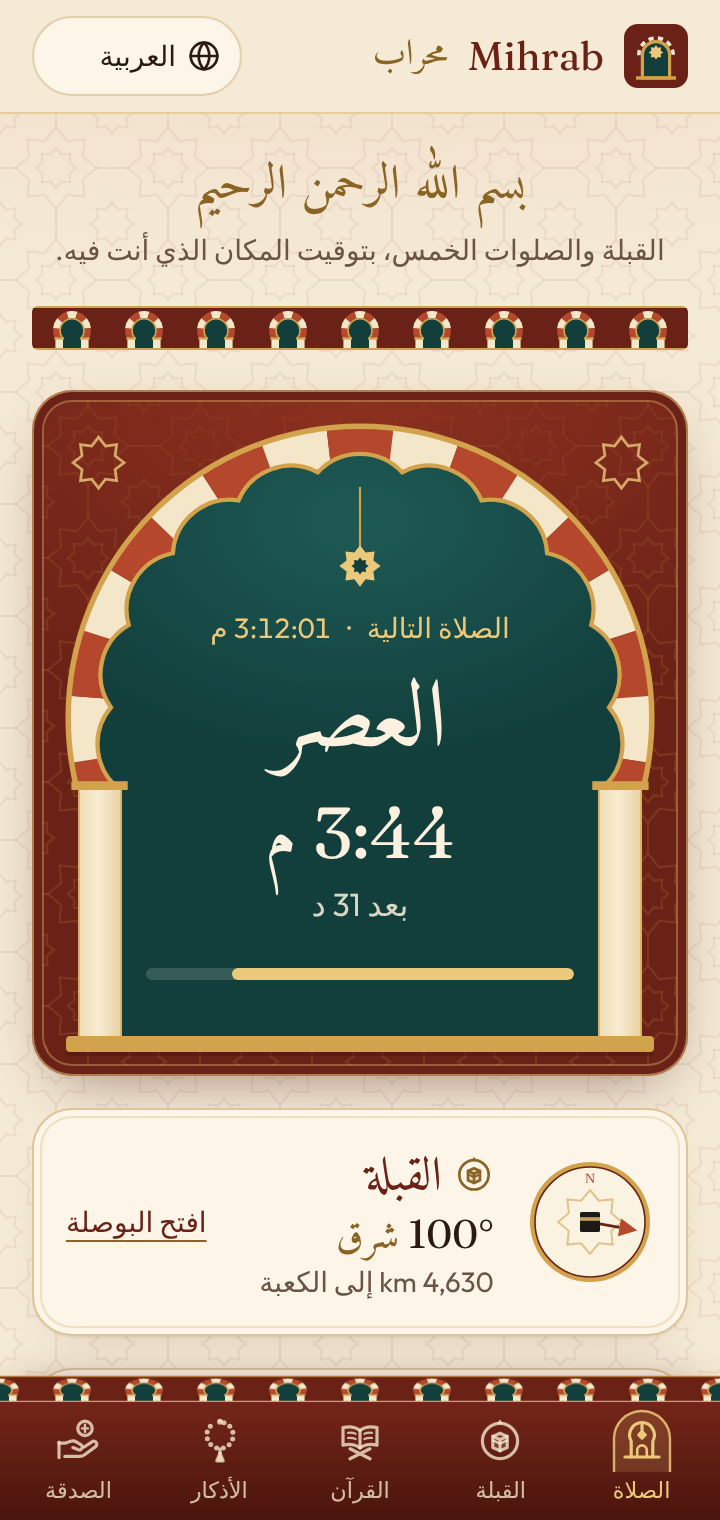 Mihrab محراب
العربية
بسم الله الرحمن الرحيم
القبلة والصلوات الخمس، بتوقيت المكان الذي أنت فيه.
الصلاة التالية · 3:12:01 م
العصر
3:44 م
بعد 31 د
N
القبلة
100° شرق
4,630 km إلى الكعبة
افتح البوصلة
الصلاة
القبلة
القرآن
الأذكار
الصدقة